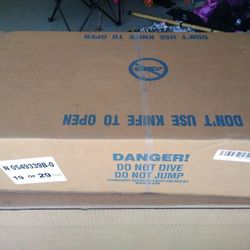 DON'T USE KNIFE TO OPEN
DON'T USE KNIFE TO OPEN
N 0549339B-0
19 OF 29
DANGER!
DO NOT DIVE
DO NOT JUMP